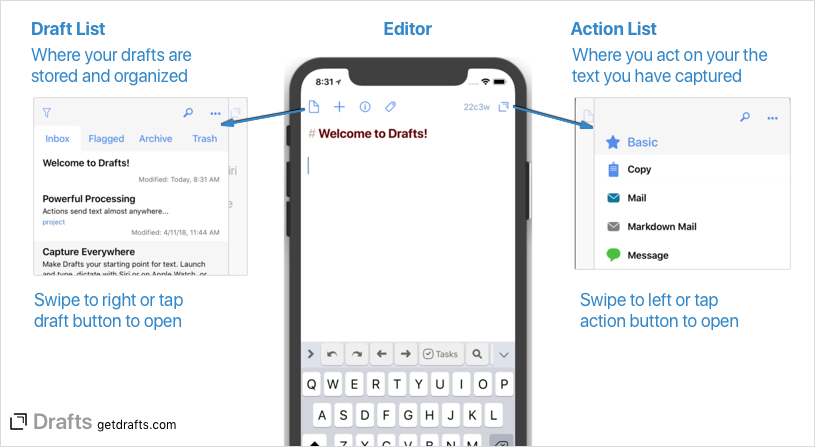 Draft List
Where your drafts are
stored and organized
Inbox Flagged Archive Trash
Welcome to Drafts!
Modified: Today, 8:31 AM
Powerful Processing
Actions send text almost anywhere...
project
Modified: 4/11/18, 11:44 AM
Capture Everywhere
Make Drafts your starting point for text. Launch
and type, dictate with Siri or on Apple Watch, or
Swipe to right or tap
draft button to open
Editor
8:31
22c3w
# Welcome to Drafts!
Tasks
Q W E R T Y U I O P
A S D F G H J K L
Z X C V B N M
Action List
Where you act on your the
text you have captured
Basic
Copy
Mail
Markdown Mail
Message
Swipe to left or tap
action button to open
Drafts getdrafts.com